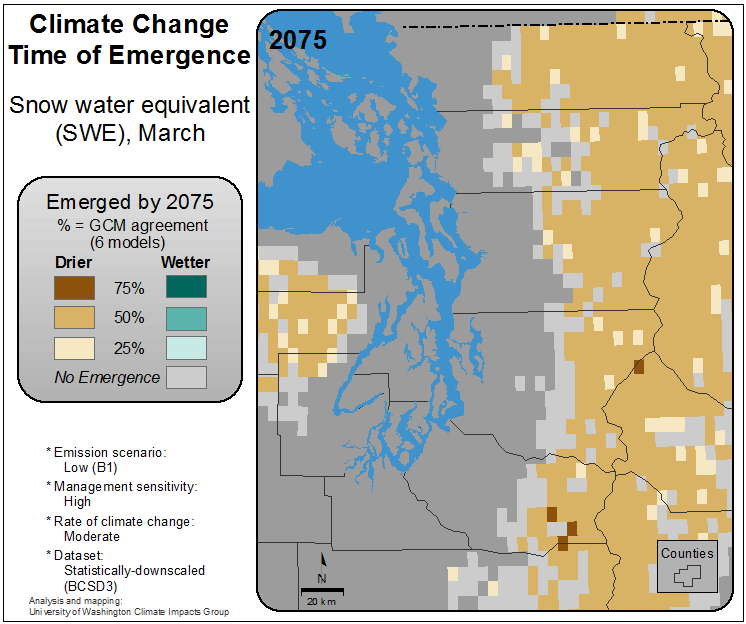 Climate Change
Time of Emergence
Snow water equivalent
(SWE), March
Emerged by 2075
% = GCM agreement
(6 models)
Drier Wetter
75%
50%
25%
No Emergence
* Emission scenario:
Low (B1)
* Management sensitivity:
High
* Rate of climate change:
Moderate
* Dataset:
Statistically-downscaled
(BCSD3)
Analysis and mapping:
University of Washington Climate Impacts Group
2075
N
20 km
Counties